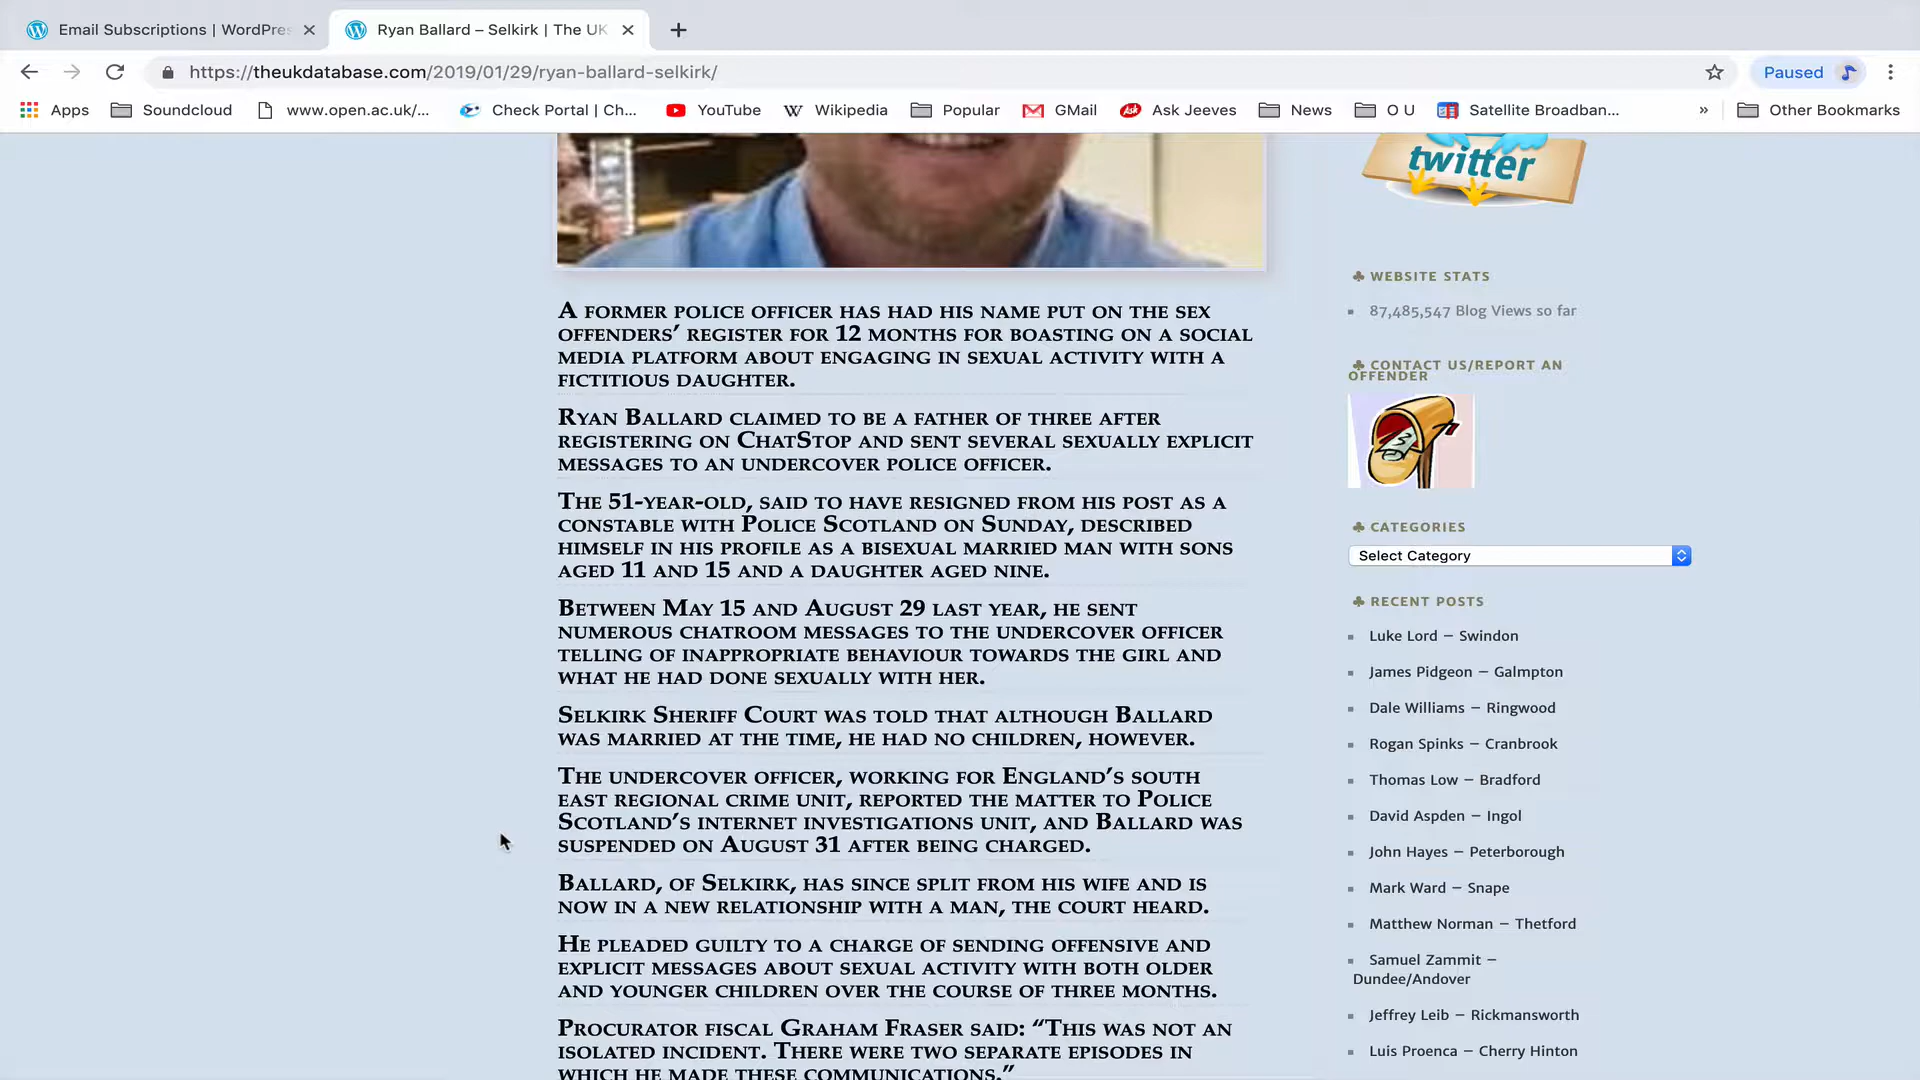 Email Subscriptions | WordPres
Ryan Ballard – Selkirk | The UK
https://theukdatabase.com/2019/01/29/ryan-ballard-selkirk/
Paused
Apps
Soundcloud
www.open.ac.uk/...
Check Portal | Ch...
YouTube
Wikipedia
Popular
GMail
Ask Jeeves
News
O U
Satellite Broadban...
»
Other Bookmarks
twitter
A FORMER POLICE OFFICER HAS HAD HIS NAME PUT ON THE SEX
OFFENDERS’ REGISTER FOR 12 MONTHS FOR BOASTING ON A SOCIAL
MEDIA PLATFORM ABOUT ENGAGING IN SEXUAL ACTIVITY WITH A
FICTITIOUS DAUGHTER.
RYAN BALLARD CLAIMED TO BE A FATHER OF THREE AFTER
REGISTERING ON CHATSTOP AND SENT SEVERAL SEXUALLY EXPLICIT
MESSAGES TO AN UNDERCOVER POLICE OFFICER.
THE 51-YEAR-OLD, SAID TO HAVE RESIGNED FROM HIS POST AS A
CONSTABLE WITH POLICE SCOTLAND ON SUNDAY, DESCRIBED
HIMSELF IN HIS PROFILE AS A BISEXUAL MARRIED MAN WITH SONS
AGED 11 AND 15 AND A DAUGHTER AGED NINE.
BETWEEN MAY 15 AND AUGUST 29 LAST YEAR, HE SENT
NUMEROUS CHATROOM MESSAGES TO THE UNDERCOVER OFFICER
TELLING OF INAPPROPRIATE BEHAVIOUR TOWARDS THE GIRL AND
WHAT HE HAD DONE SEXUALLY WITH HER.
SELKIRK SHERIFF COURT WAS TOLD THAT ALTHOUGH BALLARD
WAS MARRIED AT THE TIME, HE HAD NO CHILDREN, HOWEVER.
THE UNDERCOVER OFFICER, WORKING FOR ENGLAND’S SOUTH
EAST REGIONAL CRIME UNIT, REPORTED THE MATTER TO POLICE
SCOTLAND’S INTERNET INVESTIGATIONS UNIT, AND BALLARD WAS
SUSPENDED ON AUGUST 31 AFTER BEING CHARGED.
BALLARD, OF SELKIRK, HAS SINCE SPLIT FROM HIS WIFE AND IS
NOW IN A NEW RELATIONSHIP WITH A MAN, THE COURT HEARD.
HE PLEADED GUILTY TO A CHARGE OF SENDING OFFENSIVE AND
EXPLICIT MESSAGES ABOUT SEXUAL ACTIVITY WITH BOTH OLDER
AND YOUNGER CHILDREN OVER THE COURSE OF THREE MONTHS.
PROCURATOR FISCAL GRAHAM FRASER SAID: “THIS WAS NOT AN
ISOLATED INCIDENT. THERE WERE TWO SEPARATE EPISODES IN
WHICH HE MADE THESE COMMUNICATIONS.”
♣ WEBSITE STATS
87,485,547 Blog Views so far
♣ CONTACT US/REPORT AN
OFFENDER
♣ CATEGORIES
Select Category
♣ RECENT POSTS
Luke Lord – Swindon
James Pidgeon – Galmpton
Dale Williams – Ringwood
Rogan Spinks – Cranbrook
Thomas Low – Bradford
David Aspden – Ingol
John Hayes – Peterborough
Mark Ward – Snape
Matthew Norman – Thetford
Samuel Zammit –
Dundee/Andover
Jeffrey Leib – Rickmansworth
Luis Proenca – Cherry Hinton